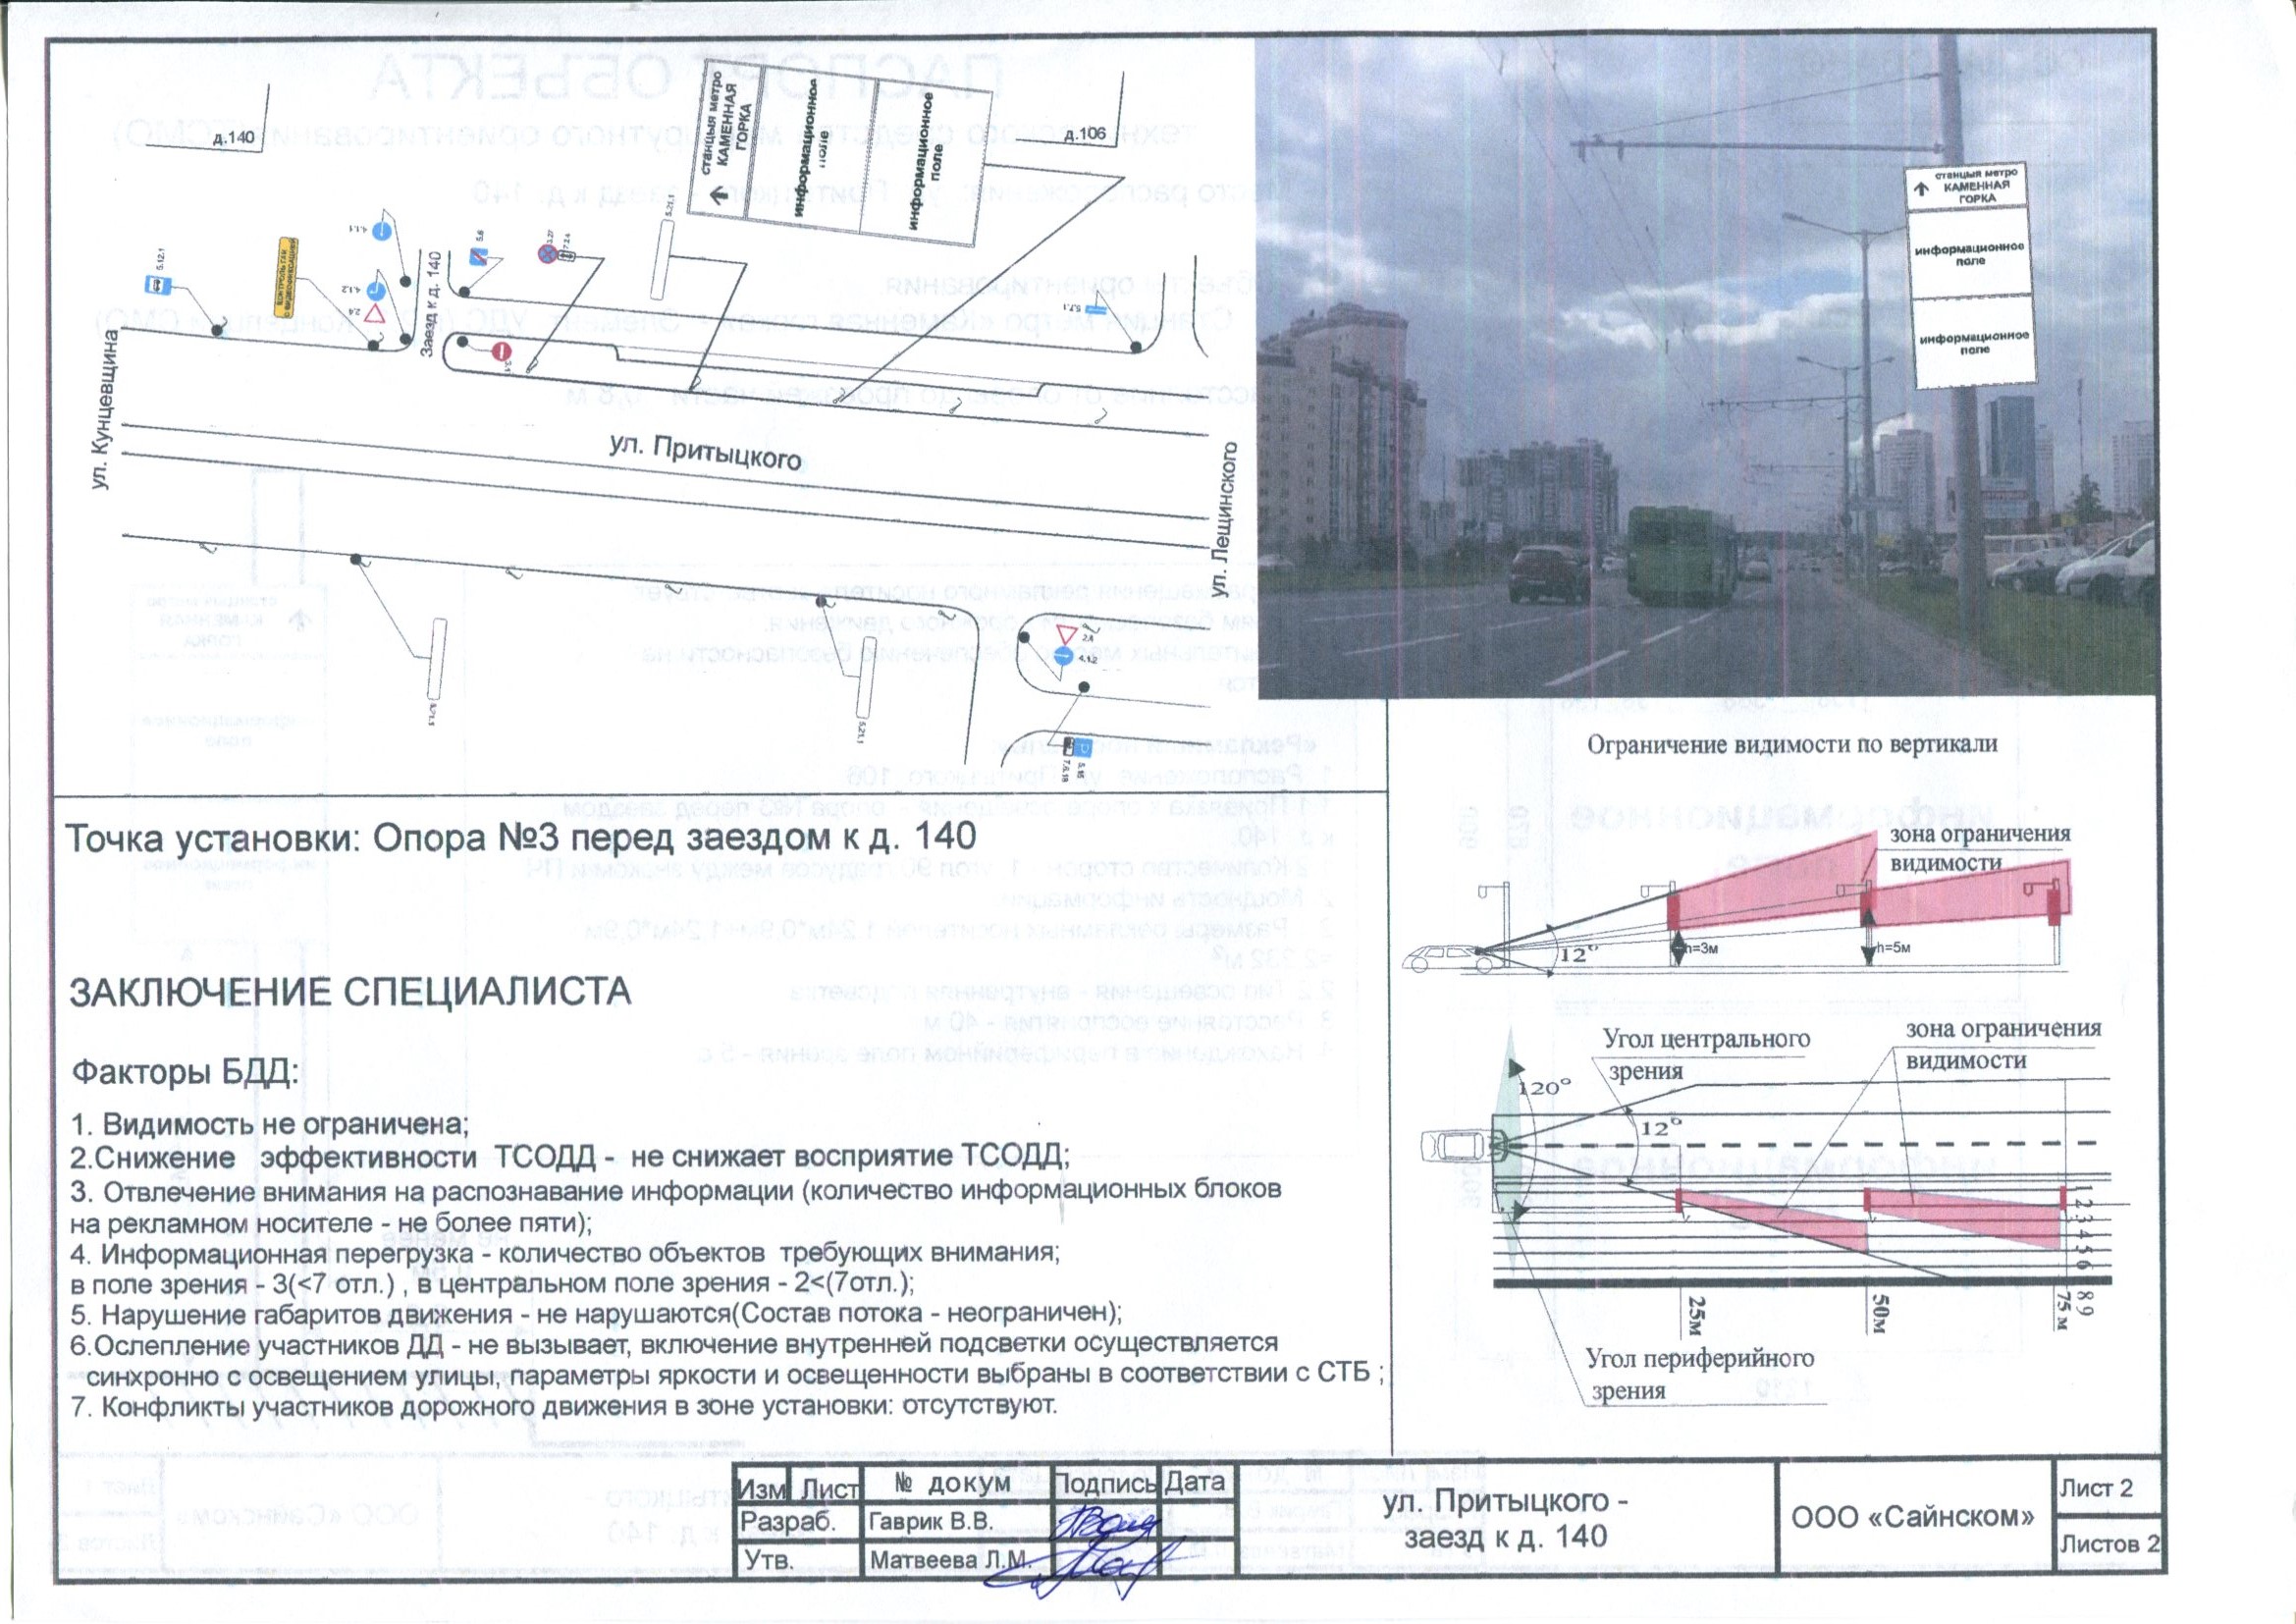 д.140
станцыя метро
КАМЕННАЯ
ГОРКА
информационное
поле
информационное
поле
д.106
5.21.1
5.12.1
КОНТРОЛЬ ГАИ
ВИДЕОФИКСАЦИЯ
4.1.1
4.1.2
2.4
Заезд к д. 140
5.6
3.27
7.2.4
3.1
5.7.1
ул. Кунцевщина
ул. Притыцкого
ул. Лещинского
5.21.1
5.21.1
2.4
4.1.2
5.15
станцыя метро
КАМЕННАЯ
ГОРКА
информационное
поле
информационное
поле
Точка установки: Опора №3 перед заездом к д. 140
ЗАКЛЮЧЕНИЕ СПЕЦИАЛИСТА
Факторы БДД:
1. Видимость не ограничена;
2.Снижение эффективности ТСОДД - не снижает восприятие ТСОДД;
3. Отвлечение внимания на распознавание информации (количество информационных блоков
на рекламном носителе - не более пяти);
4. Информационная перегрузка - количество объектов требующих внимания;
в поле зрения - 3(<7 отл.) , в центральном поле зрения - 2<(7отл.);
5. Нарушение габаритов движения - не нарушаются(Состав потока - неограничен);
6.Ослепление участников ДД - не вызывает, включение внутренней подсветки осуществляется
синхронно с освещением улицы, параметры яркости и освещенности выбраны в соответствии с СТБ ;
7. Конфликты участников дорожного движения в зоне установки: отсутствуют.
Ограничение видимости по вертикали
зона ограничения
видимости
12°
h=3м
h=5м
Угол центрального
зрения
зона ограничения
видимости
120°
12°
1 2 3 4 5 6
8 9
25м
50м
75 м
Угол периферийного
зрения
Изм Лист № докум Подпись Дата
Разраб. Гаврик В.В.
Утв. Матвеева Л.М.
ул. Притыцкого -
заезд к д. 140
ООО «Сайнском»
Лист 2
Листов 2